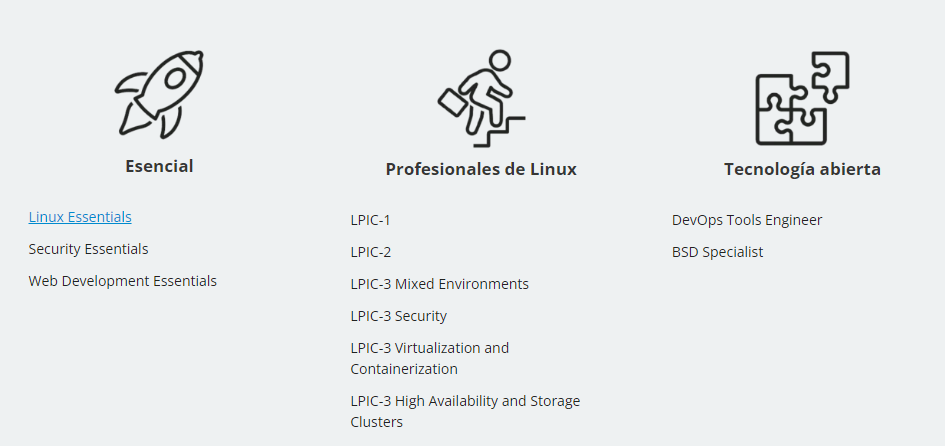 Esencial
Linux Essentials
Security Essentials
Web Development Essentials
Profesionales de Linux
LPIC-1
LPIC-2
LPIC-3 Mixed Environments
LPIC-3 Security
LPIC-3 Virtualization and
Containerization
LPIC-3 High Availability and Storage
Clusters
Tecnología abierta
DevOps Tools Engineer
BSD Specialist